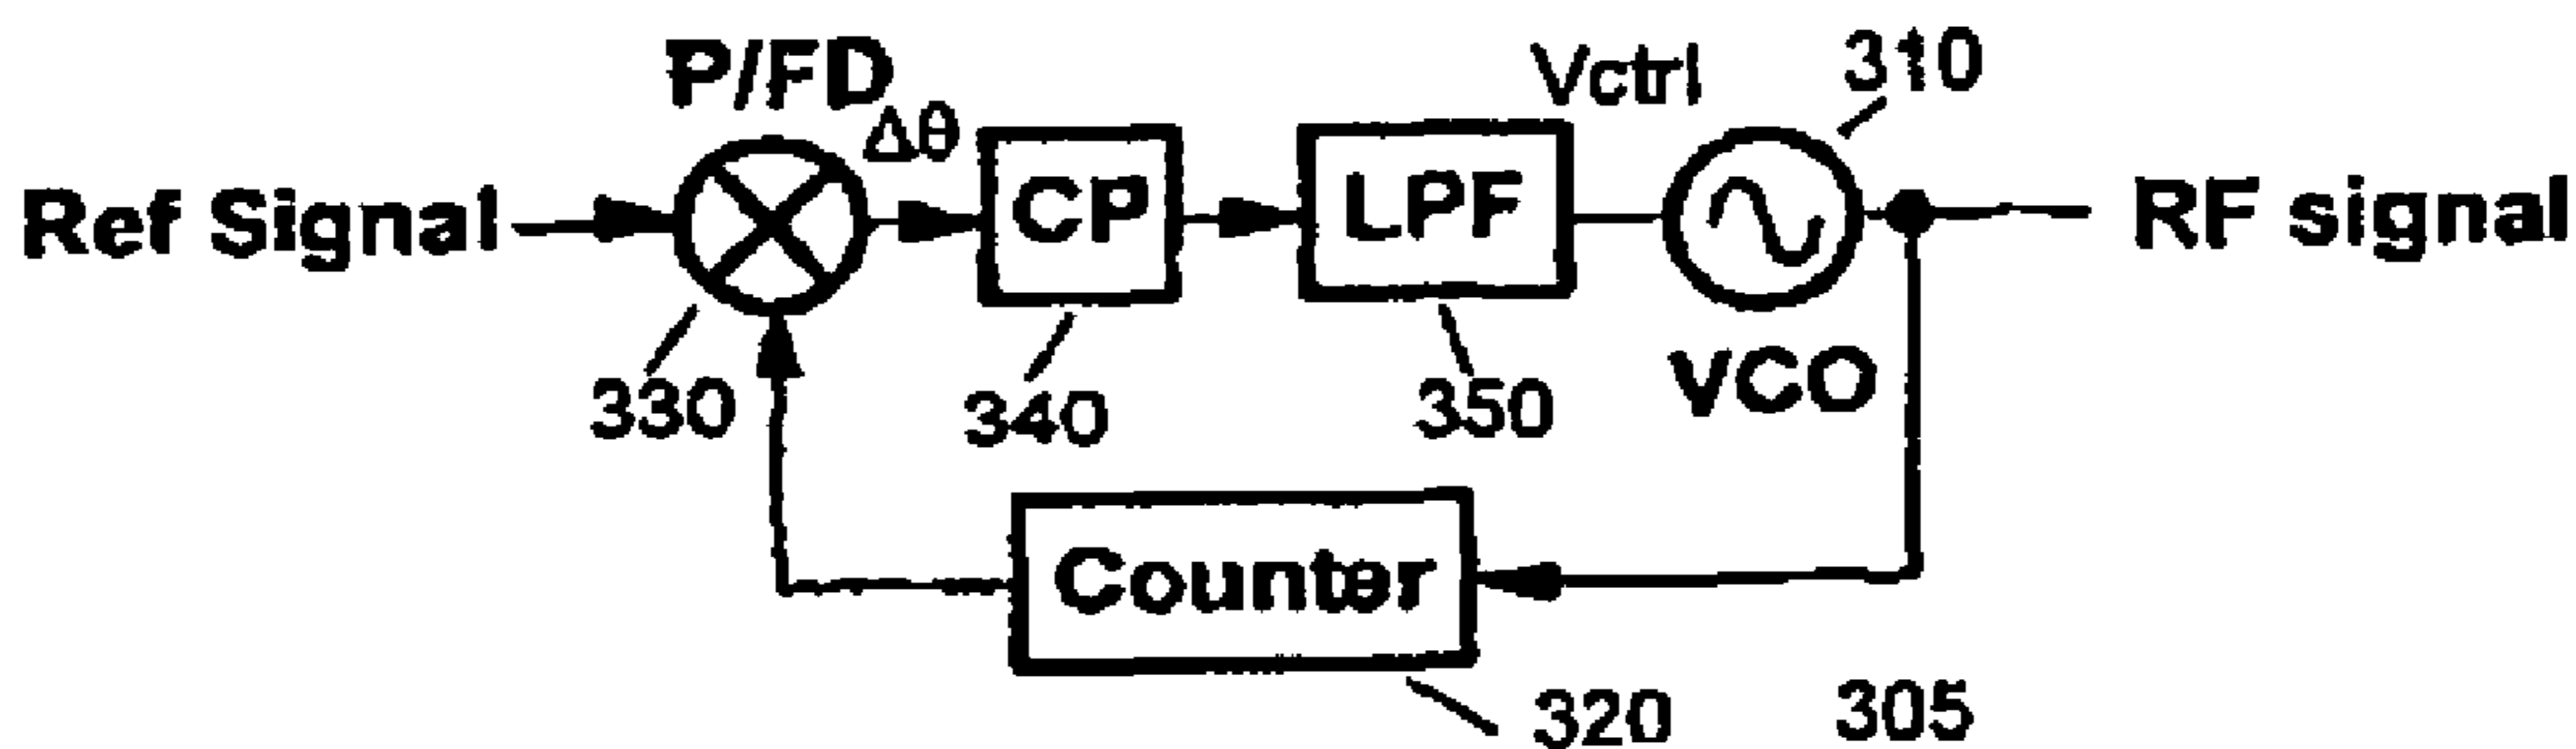 P/FD
Δθ
Vctrl
310
Ref Signal
CP
LPF
RF signal
VCO
330
340
350
Counter
320
305